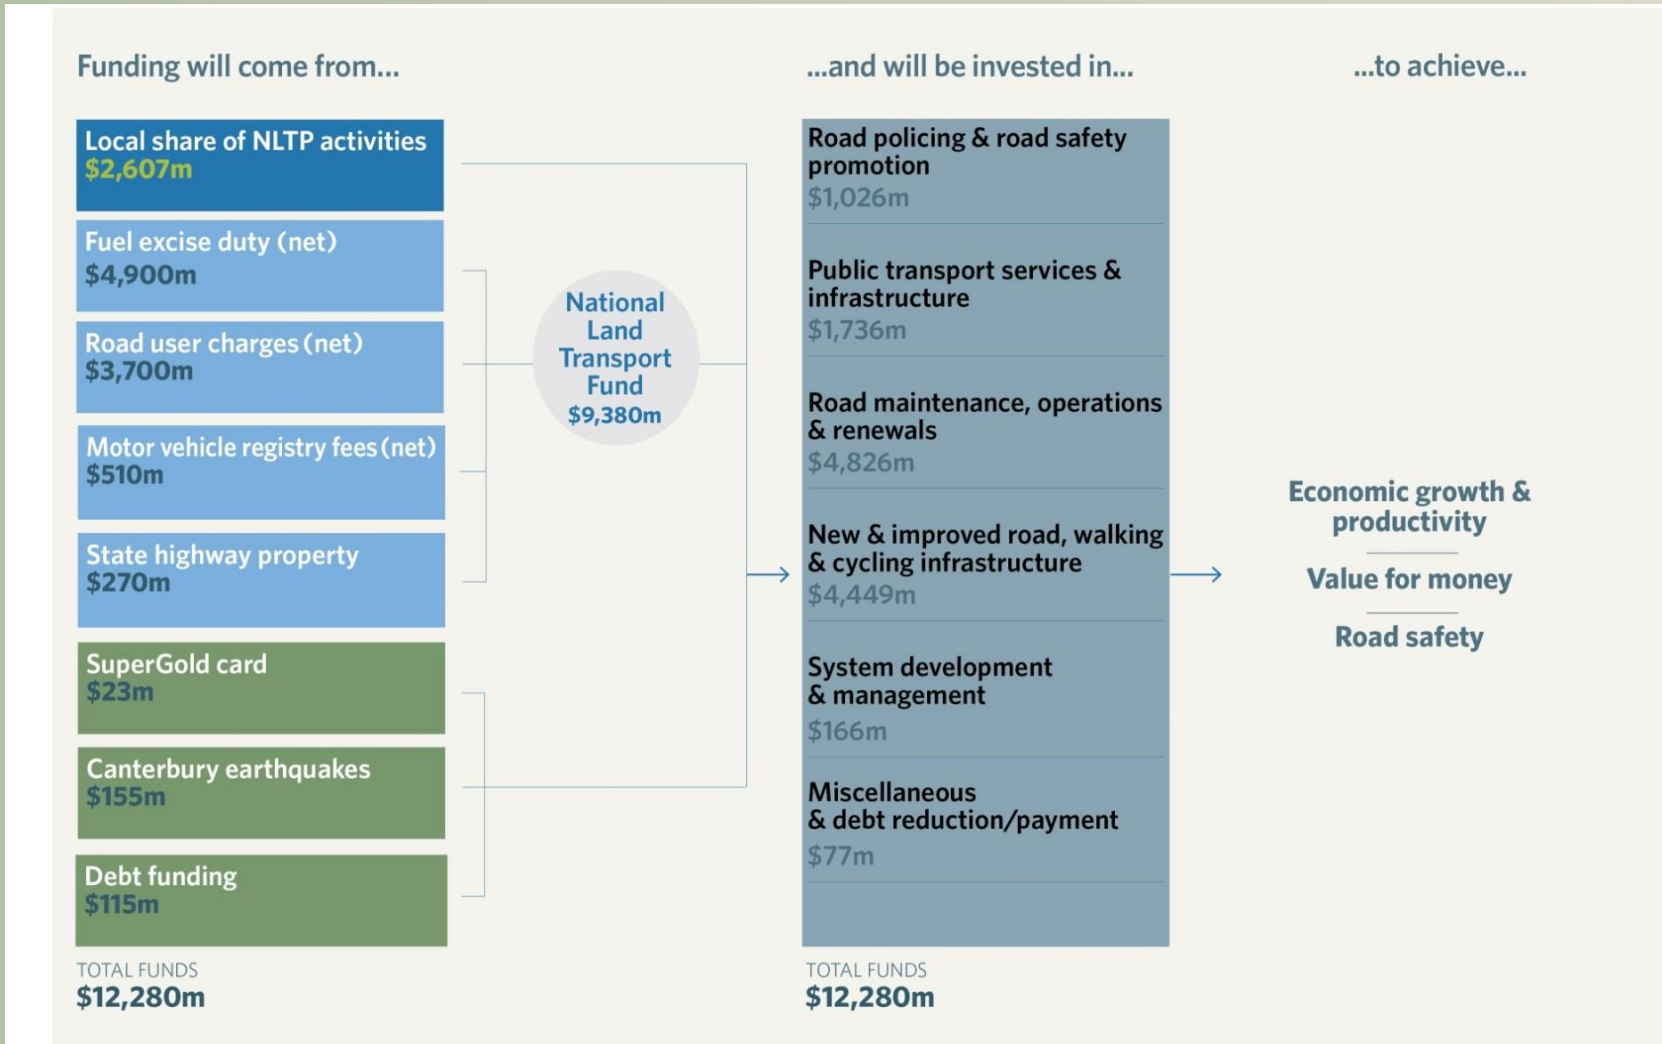 Funding will come from...
Local share of NLTP activities
$2,607m
Fuel excise duty (net)
$4,900m
Road user charges (net)
$3,700m
Motor vehicle registry fees (net)
$510m
State highway property
$270m
SuperGold card
$23m
Canterbury earthquakes
$155m
Debt funding
$115m
TOTAL FUNDS
$12,280m
National
Land
Transport
Fund
$9,380m
...and will be invested in...
Road policing & road safety
promotion
$1,026m
Public transport services &
infrastructure
$1,736m
Road maintenance, operations
& renewals
$4,826m
New & improved road, walking
& cycling infrastructure
$4,449m
System development
& management
$166m
Miscellaneous
& debt reduction/payment
$77m
TOTAL FUNDS
$12,280m
...to achieve...
Economic growth &
productivity
Value for money
Road safety